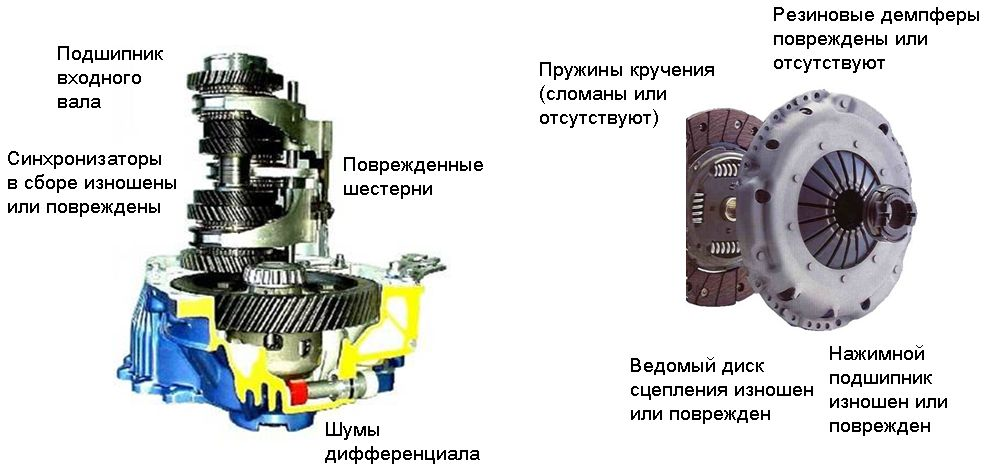 Подшипник
входного
вала
Синхронизаторы
в сборе изношены
или повреждены
Поврежденные
шестерни
Шумы
дифференциала
Резиновые демпферы
повреждены или
отсутствуют
Пружины кручения
(сломаны или
отсутствуют)
Ведомый диск
сцепления изношен
или поврежден
Нажимной
подшипник
изношен или
поврежден